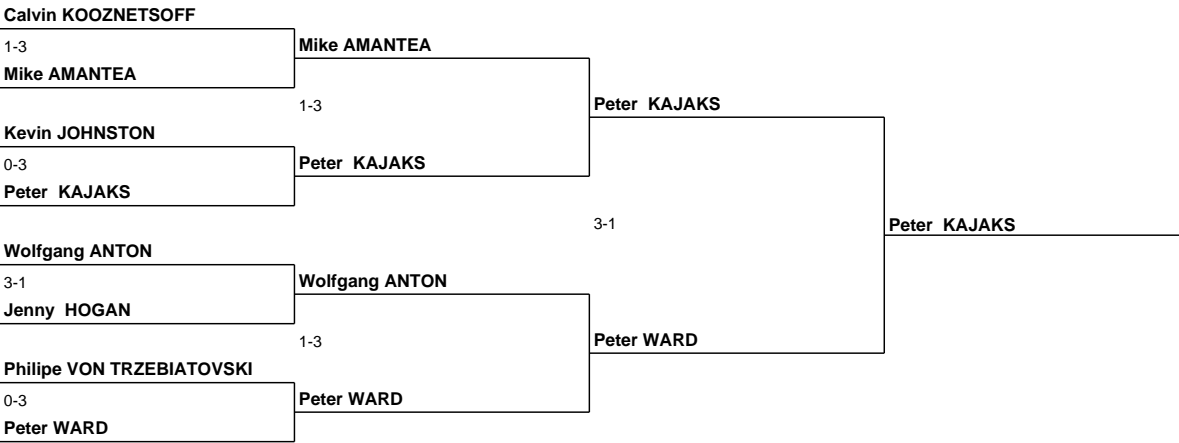 Calvin KOOZNETSOFF
1-3
Mike AMANTEA
Mike AMANTEA
1-3
Peter KAJAKS
Kevin JOHNSTON
0-3
Peter KAJAKS
Peter KAJAKS
3-1
Peter KAJAKS
Wolfgang ANTON
3-1
Wolfgang ANTON
Jenny HOGAN
1-3
Peter WARD
Philipe VON TRZEBIATOVSKI
0-3
Peter WARD
Peter WARD